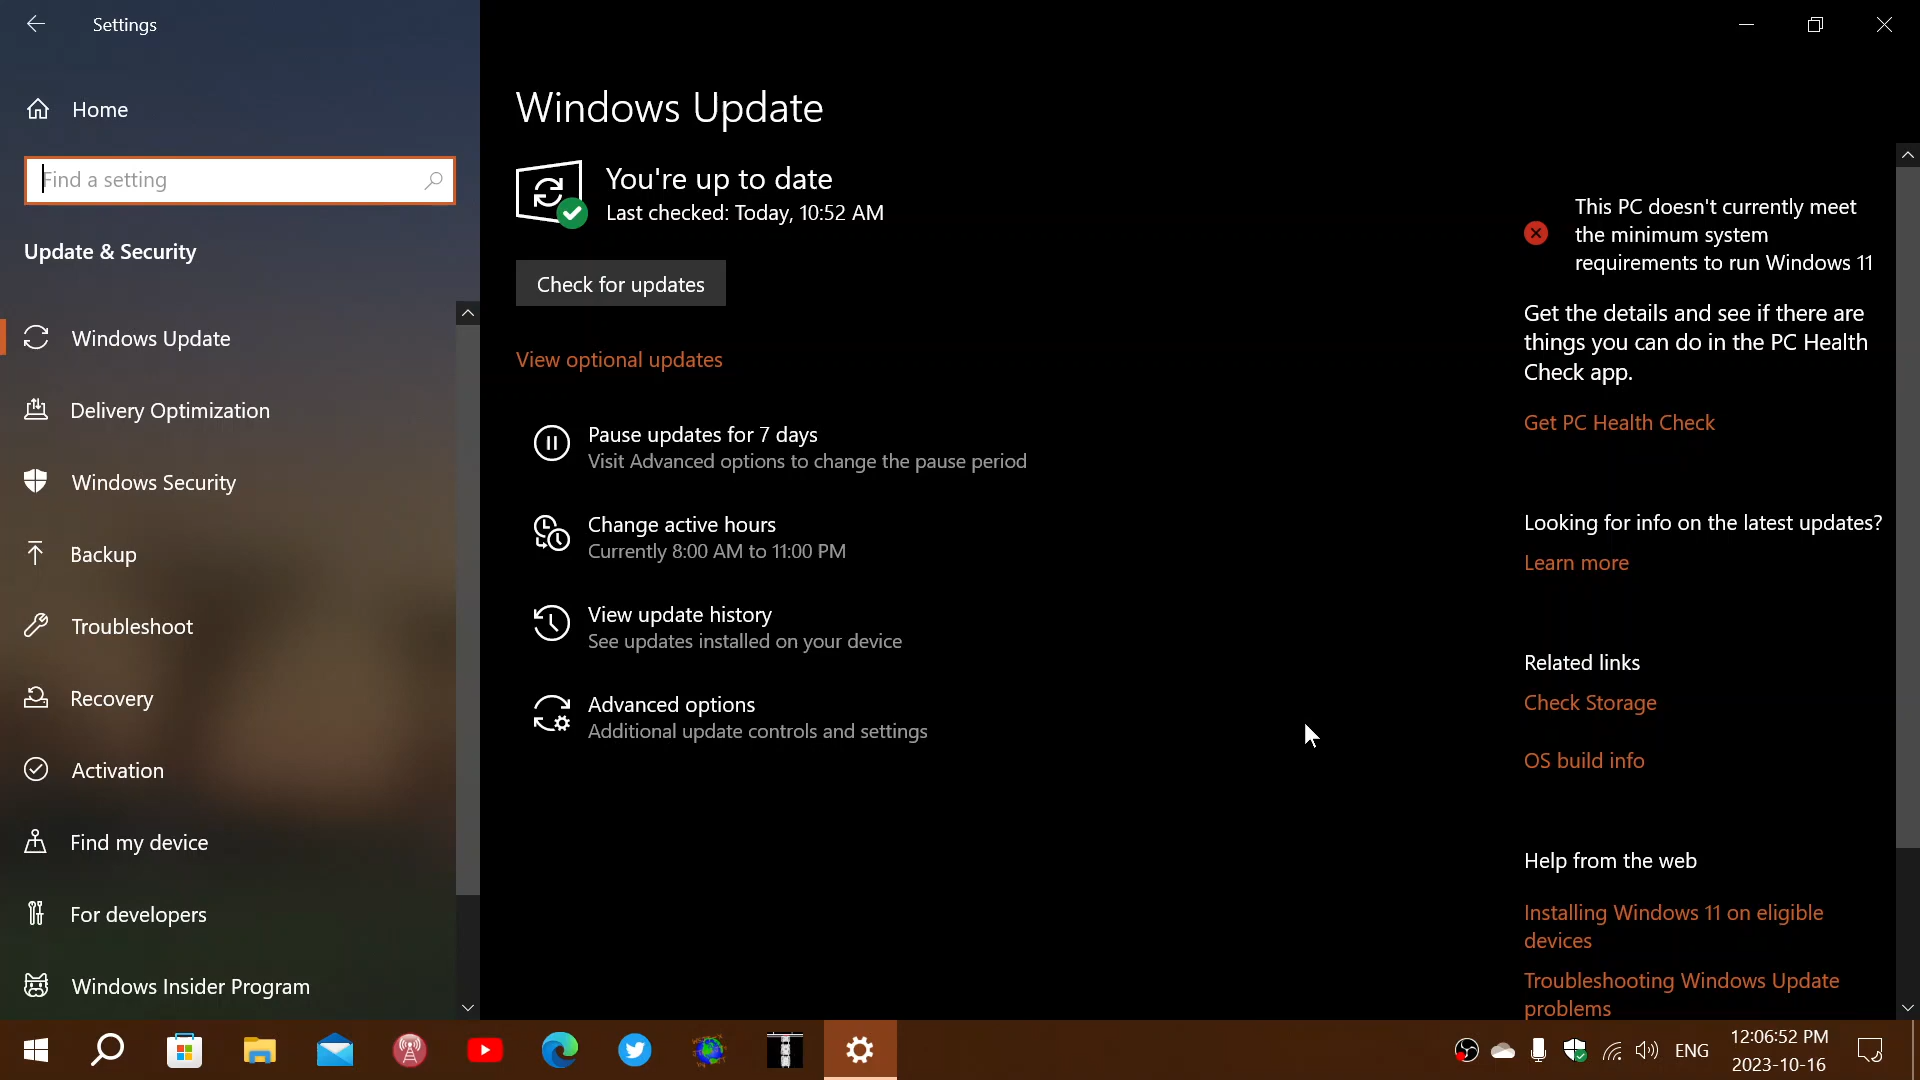 Settings
Home
Find a setting
Update & Security
Windows Update
Delivery Optimization
Windows Security
Backup
Troubleshoot
Recovery
Activation
Find my device
For developers
Windows Insider Program
Windows Update
You're up to date
Last checked: Today, 10:52 AM
Check for updates
View optional updates
Pause updates for 7 days
Visit Advanced options to change the pause period
Change active hours
Currently 8:00 AM to 11:00 PM
View update history
See updates installed on your device
Advanced options
Additional update controls and settings
This PC doesn't currently meet
the minimum system
requirements to run Windows 11
Get the details and see if there are
things you can do in the PC Health
Check app.
Get PC Health Check
Looking for info on the latest updates?
Learn more
Related links
Check Storage
OS build info
Help from the web
Installing Windows 11 on eligible
devices
Troubleshooting Windows Update
problems
ENG
12:06:52 PM
2023-10-16